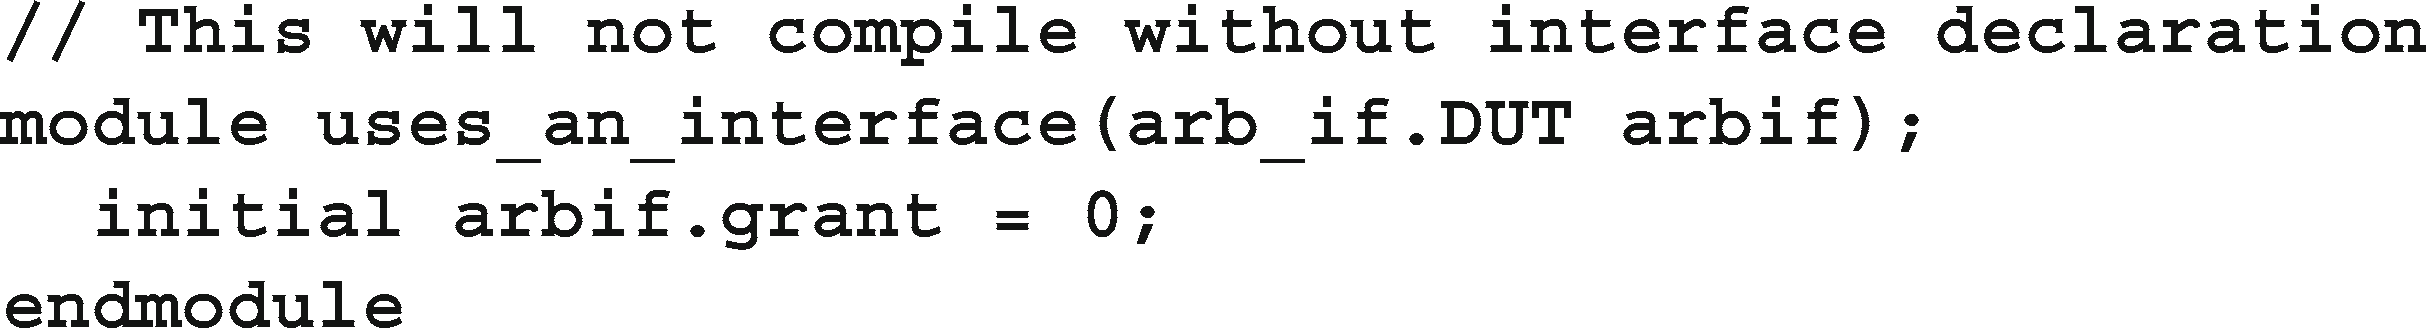 // This will not compile without interface declaration
module uses_an_interface(arb_if.DUT arbif);
  initial arbif.grant = 0;
endmodule